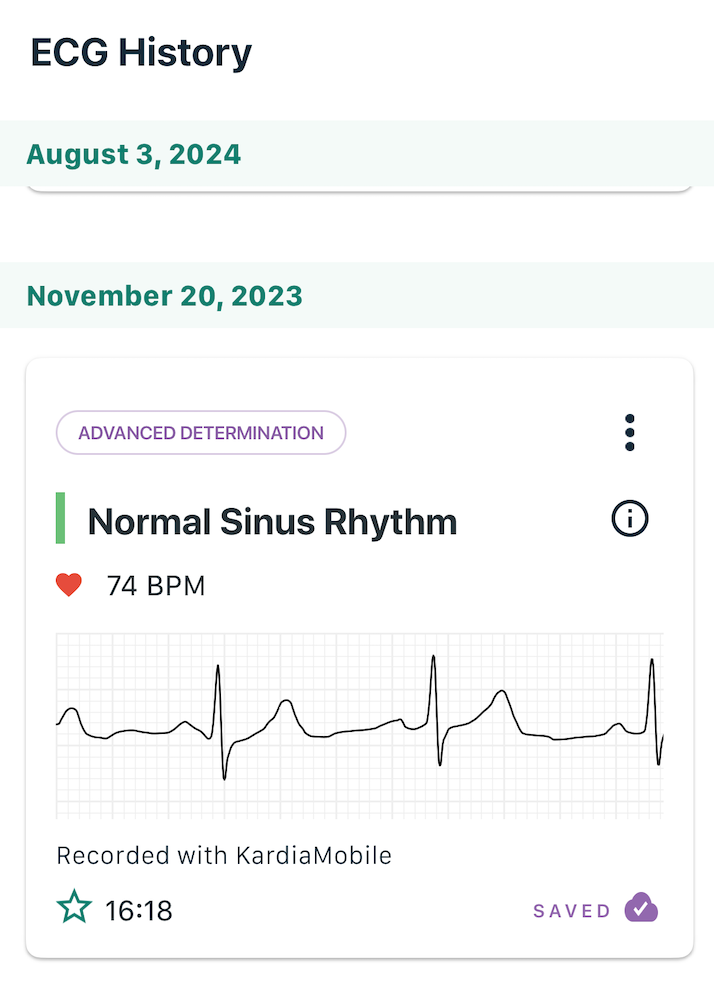 ECG History
August 3, 2024
November 20, 2023
ADVANCED DETERMINATION
Normal Sinus Rhythm
74 BPM
Recorded with KardiaMobile
16:18
SAVED